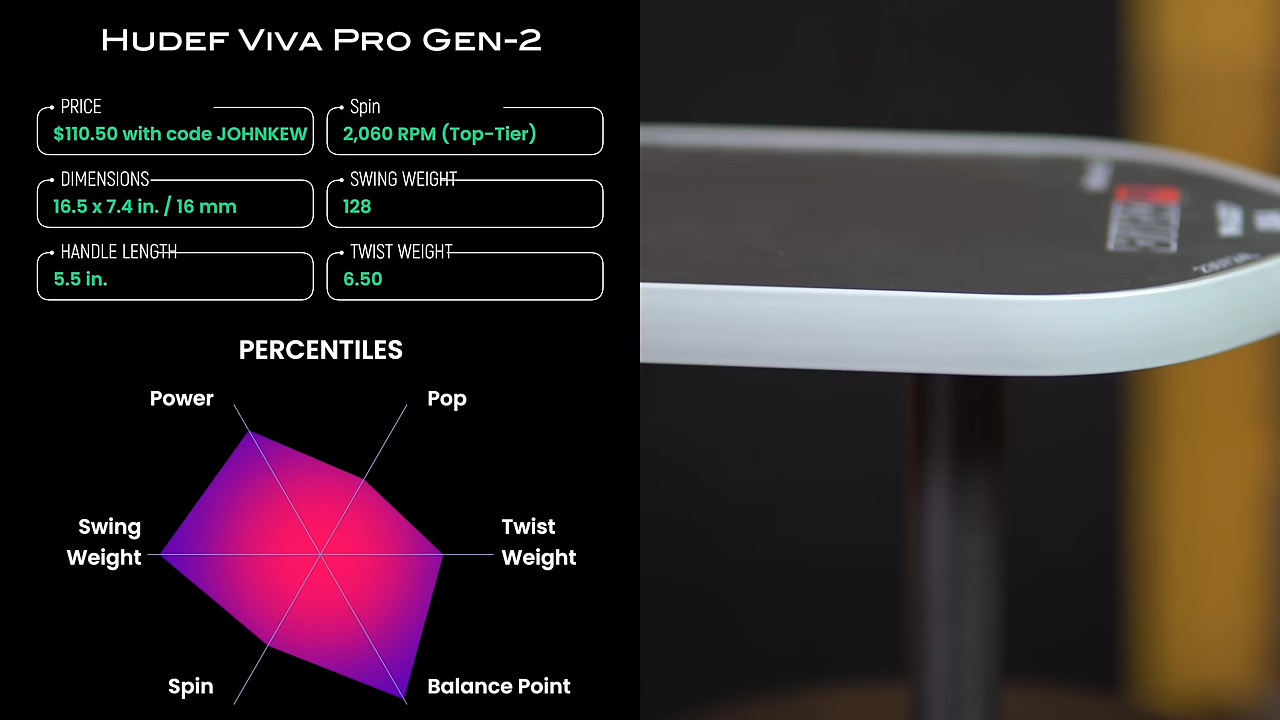 HUDEF VIVA PRO GEN-2
PRICE
$110.50 with code JOHNKEW
Spin
2,060 RPM (Top-Tier)
DIMENSIONS
16.5 x 7.4 in. / 16 mm
SWING WEIGHT
128
HANDLE LENGTH
5.5 in.
TWIST WEIGHT
6.50
PERCENTILES
Power
Pop
Swing
Weight
Twist
Weight
Spin
Balance Point